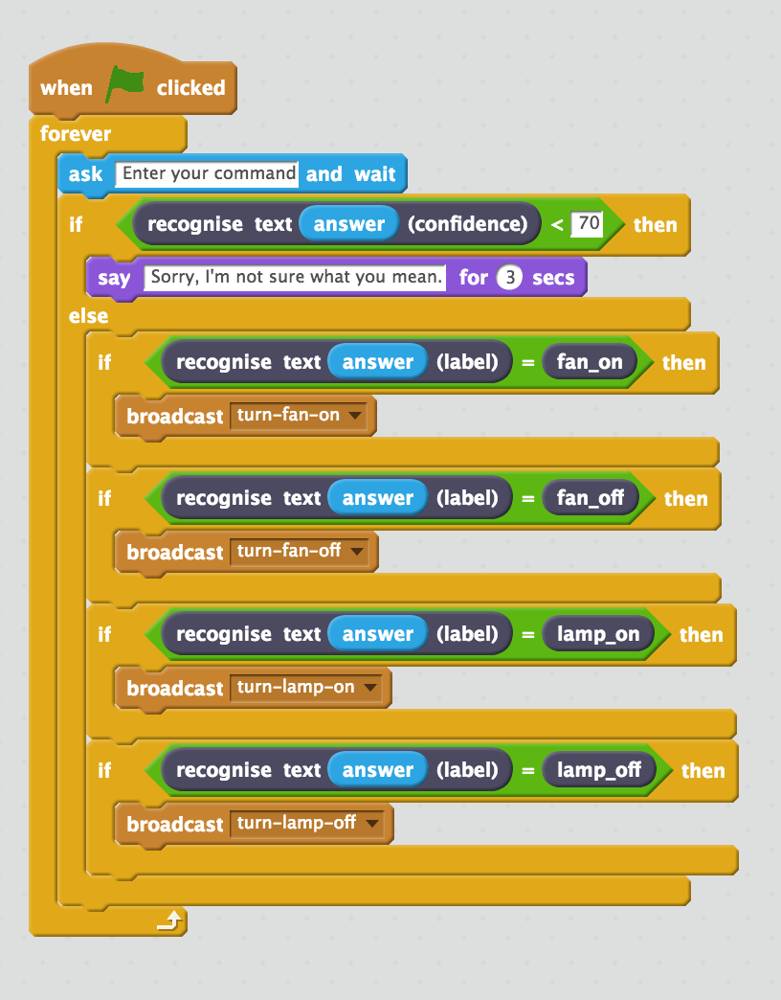 when clicked
forever
ask Enter your command and wait
if recognise text answer (confidence) < 70 then
say Sorry, I'm not sure what you mean. for 3 secs
else
if recognise text answer (label) = fan_on then
broadcast turn-fan-on
if recognise text answer (label) = fan_off then
broadcast turn-fan-off
if recognise text answer (label) = lamp_on then
broadcast turn-lamp-on
if recognise text answer (label) = lamp_off then
broadcast turn-lamp-off